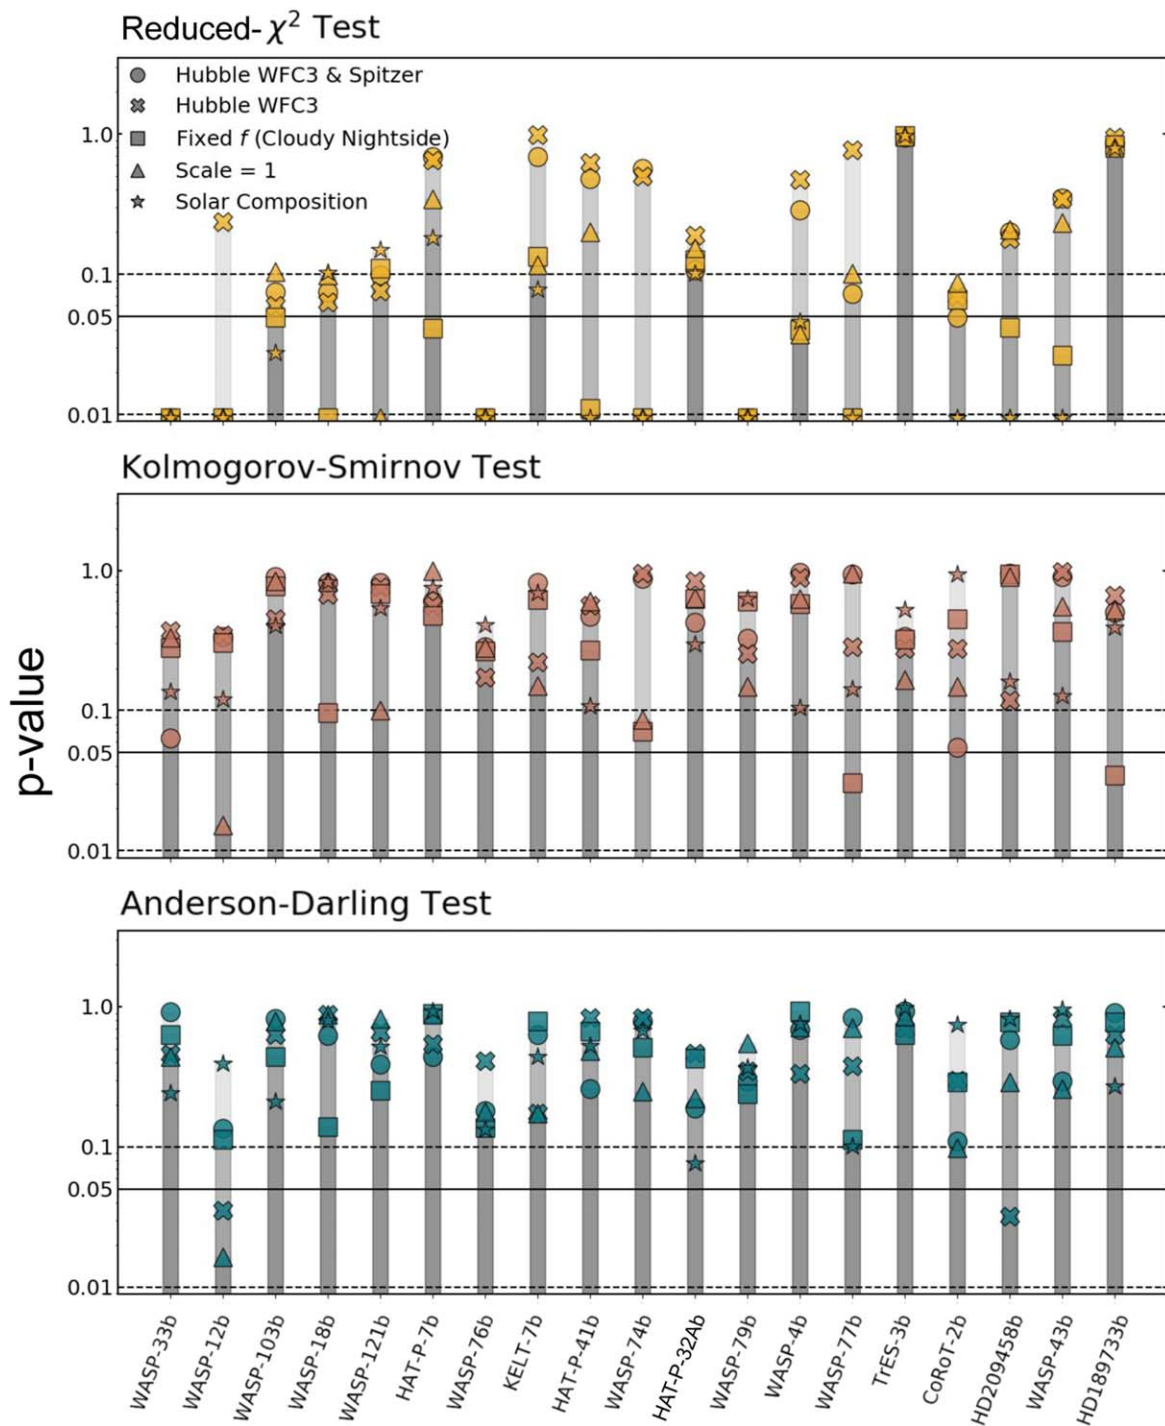 Reduced-χ² Test
Hubble WFC3 & Spitzer
Hubble WFC3
Fixed f (Cloudy Nightside)
Scale = 1
Solar Composition
1.0
0.1
0.05
0.01
Kolmogorov-Smirnov Test
1.0
0.1
0.05
0.01
p-value
Anderson-Darling Test
1.0
0.1
0.05
0.01
WASP-33b
WASP-12b
WASP-103b
WASP-18b
WASP-121b
HAT-P-7b
WASP-76b
KELT-7b
HAT-P-41b
WASP-74b
HAT-P-32Ab
WASP-79b
WASP-4b
WASP-77b
TrES-3b
CoRoT-2b
HD209458b
WASP-43b
HD189733b